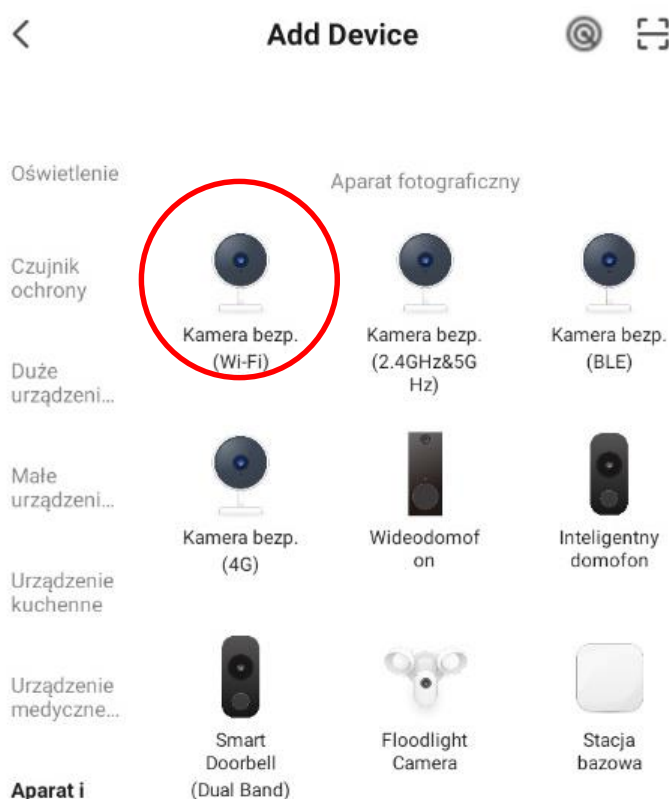 Add Device
Oświetlenie
Czujnik
ochrony
Duże
urządzeni...
Małe
urządzeni...
Urządzenie
kuchenne
Urządzenie
medyczne...
Aparat i
Aparat fotograficzny
Kamera bezp.
(Wi-Fi)
Kamera bezp.
(2.4GHz&5G
Hz)
Kamera bezp.
(BLE)
Kamera bezp.
(4G)
Wideodomof
on
Inteligentny
domofon
Smart
Doorbell
(Dual Band)
Floodlight
Camera
Stacja
bazowa